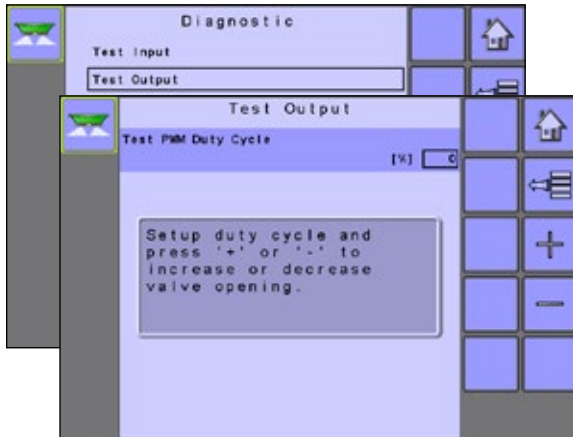 Diagnostic
Test Input
Test Output
Test Output
Test PWM Duty Cycle
[%] 0
Setup duty cycle and
press '+' or '-' to
increase or decrease
valve opening.